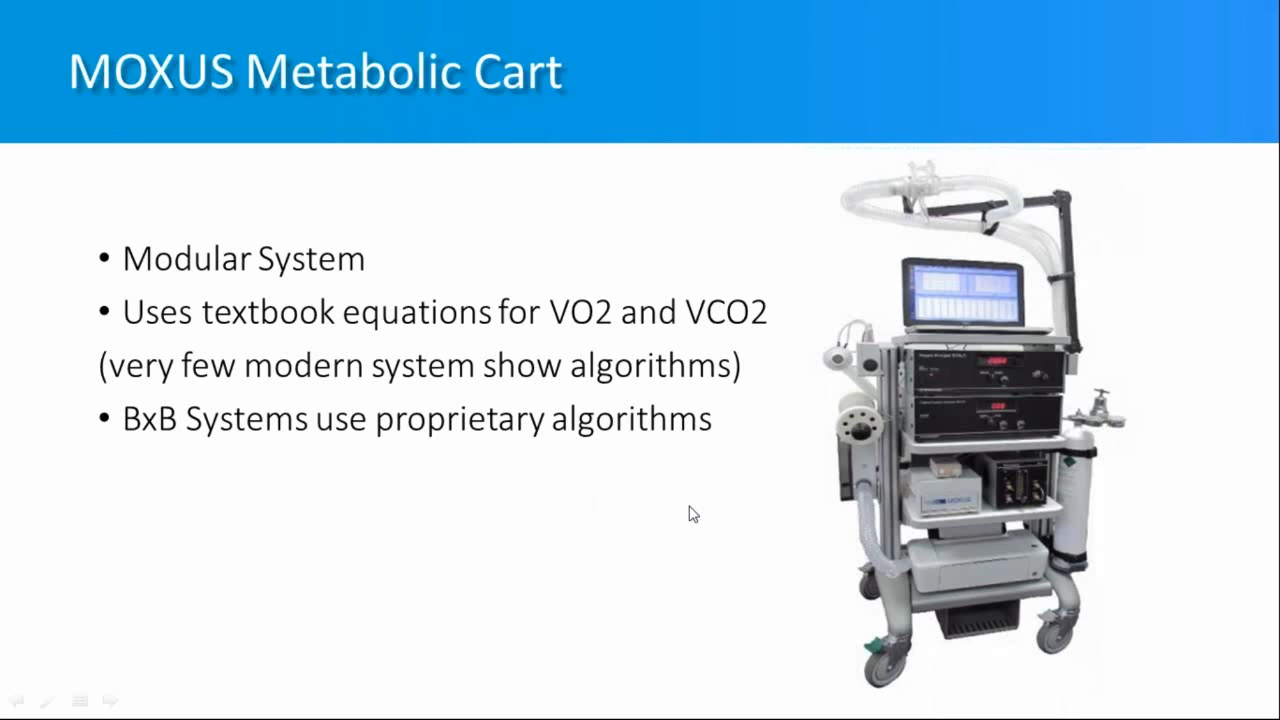 MOXUS Metabolic Cart
• Modular System
• Uses textbook equations for VO2 and VCO2
(very few modern system show algorithms)
• BxB Systems use proprietary algorithms
MOXUS